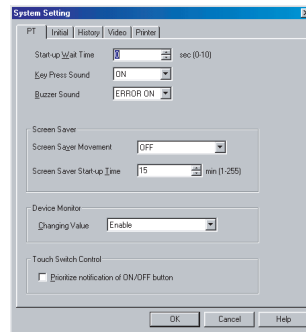 System Setting
PT Initial History Video Printer
Start-up Wait Time 0 sec (0-10)
Key Press Sound ON
Buzzer Sound ERROR ON
Screen Saver
Screen Saver Movement OFF
Screen Saver Start-up Time 15 min (1-255)
Device Monitor
Changing Value Enable
Touch Switch Control
Prioritize notification of ON/OFF button
OK Cancel Help